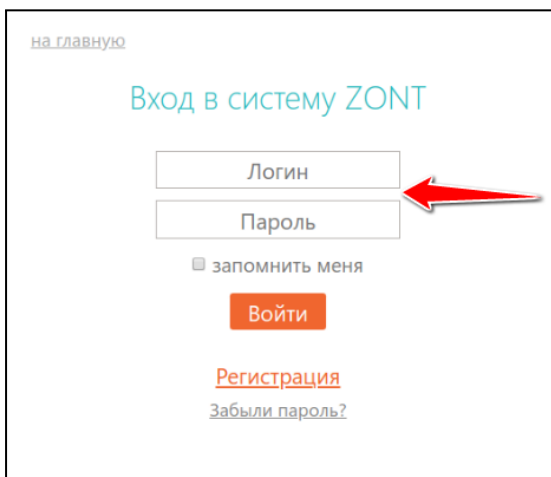 на главную
Вход в систему ZONT
Логин
Пароль
запомнить меня
Войти
Регистрация
Забыли пароль?